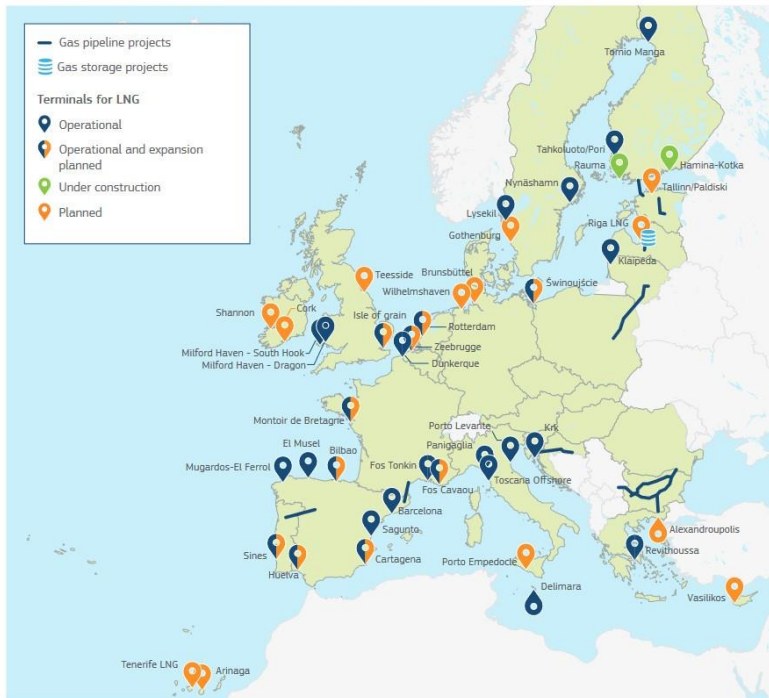 Gas pipeline projects
Gas storage projects
Terminals for LNG
Operational
Operational and expansion
planned
Under construction
Planned
Tornio Manga
Tahkoluoto/Pori
Rauma
Hamina-Kotka
Nynäshamn
Tallinn/Paldiski
Lysekil
Gothenburg
Riga LNG
Klaipėda
Teesside
Brunsbüttel
Wilhelmshaven
Świnoujście
Shannon
Cork
Isle of grain
Rotterdam
Zeebrugge
Dunkerque
Milford Haven - South Hook
Milford Haven - Dragon
Montoir de Bretagne
Porto Levante
Krk
El Musel
Bilbao
Panigaglia
Mugardos-El Ferrol
Fos Tonkin
Toscana Offshore
Fos Cavaou
Barcelona
Sagunto
Alexandroupolis
Sines
Cartagena
Revithoussa
Huelva
Porto Empedocle
Delimara
Vasilikos
Tenerife LNG
Arinaga